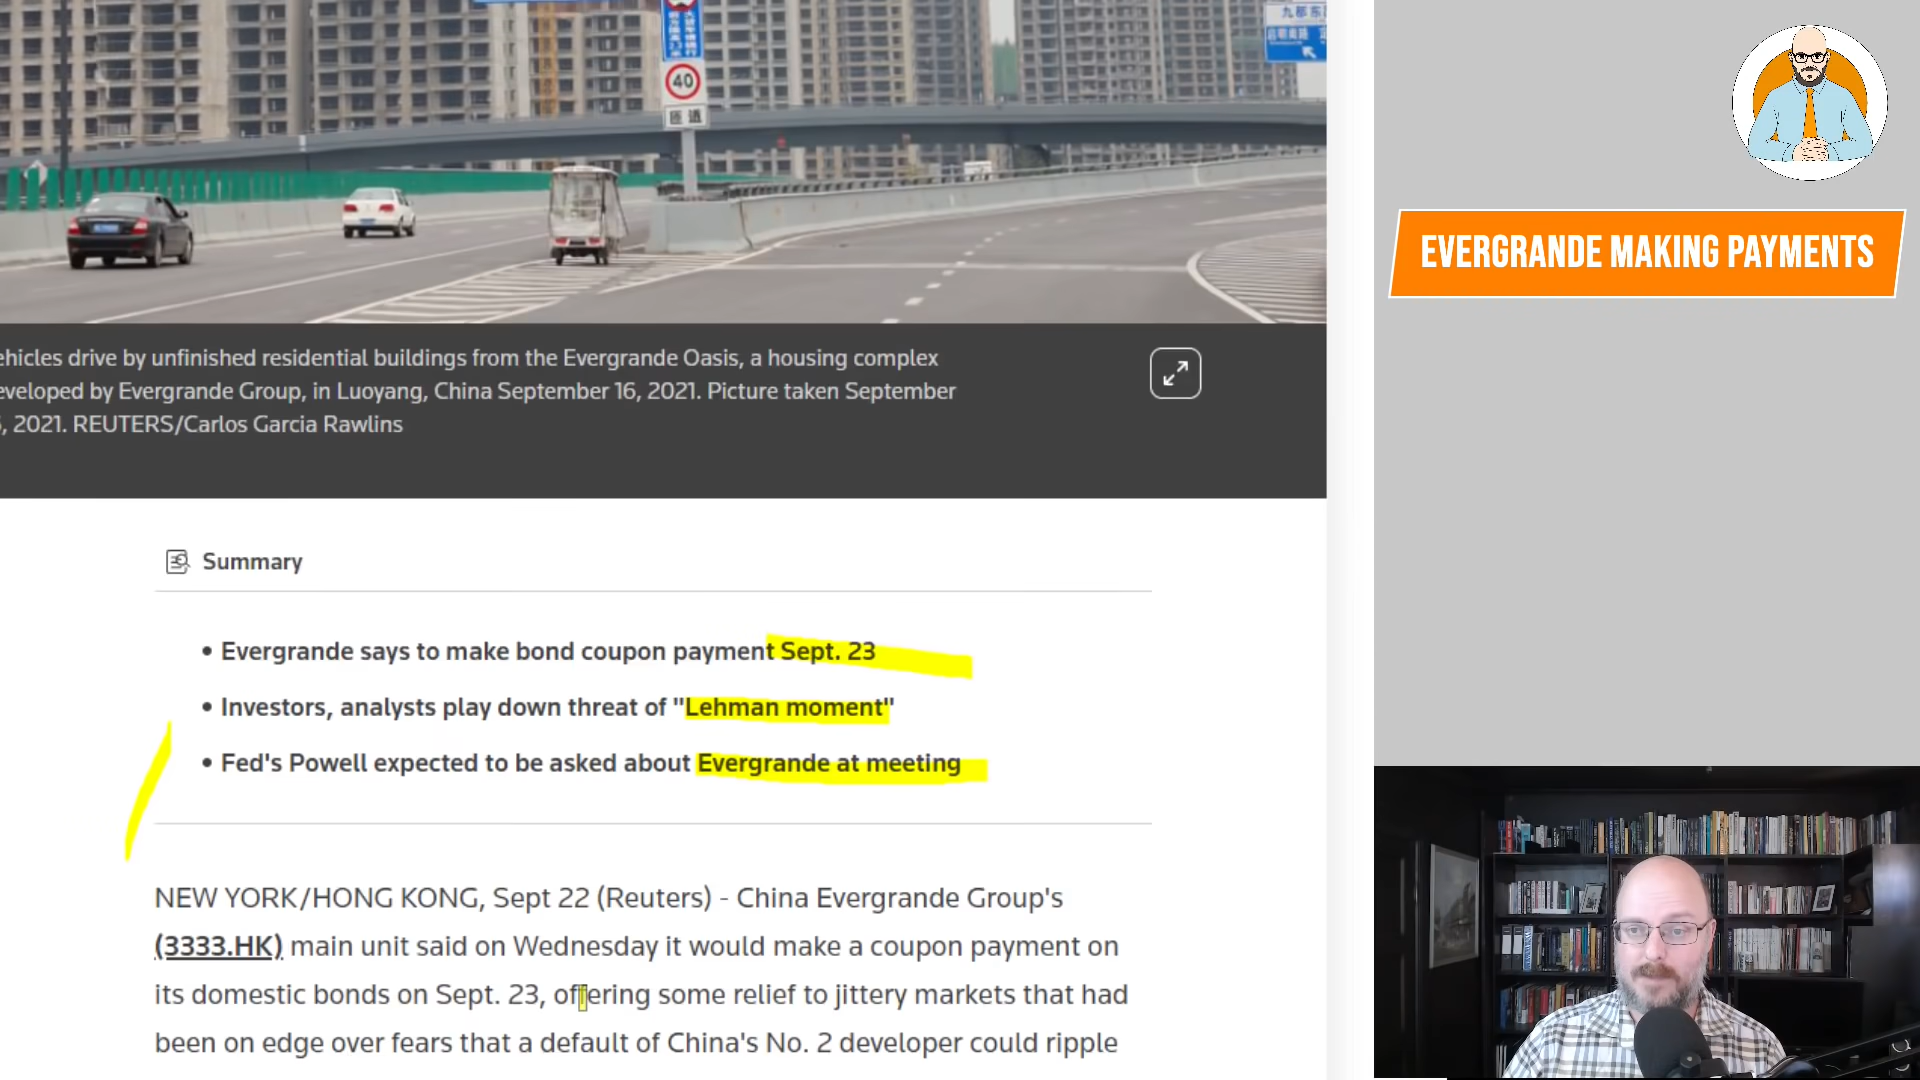 40
匝道
九都东
EVERGRANDE MAKING PAYMENTS
ehicles drive by unfinished residential buildings from the Evergrande Oasis, a housing complex
eveloped by Evergrande Group, in Luoyang, China September 16, 2021. Picture taken September
, 2021. REUTERS/Carlos Garcia Rawlins
Summary
• Evergrande says to make bond coupon payment Sept. 23
• Investors, analysts play down threat of "Lehman moment"
• Fed's Powell expected to be asked about Evergrande at meeting
NEW YORK/HONG KONG, Sept 22 (Reuters) - China Evergrande Group's
(3333.HK) main unit said on Wednesday it would make a coupon payment on
its domestic bonds on Sept. 23, offering some relief to jittery markets that had
been on edge over fears that a default of China's No. 2 developer could ripple